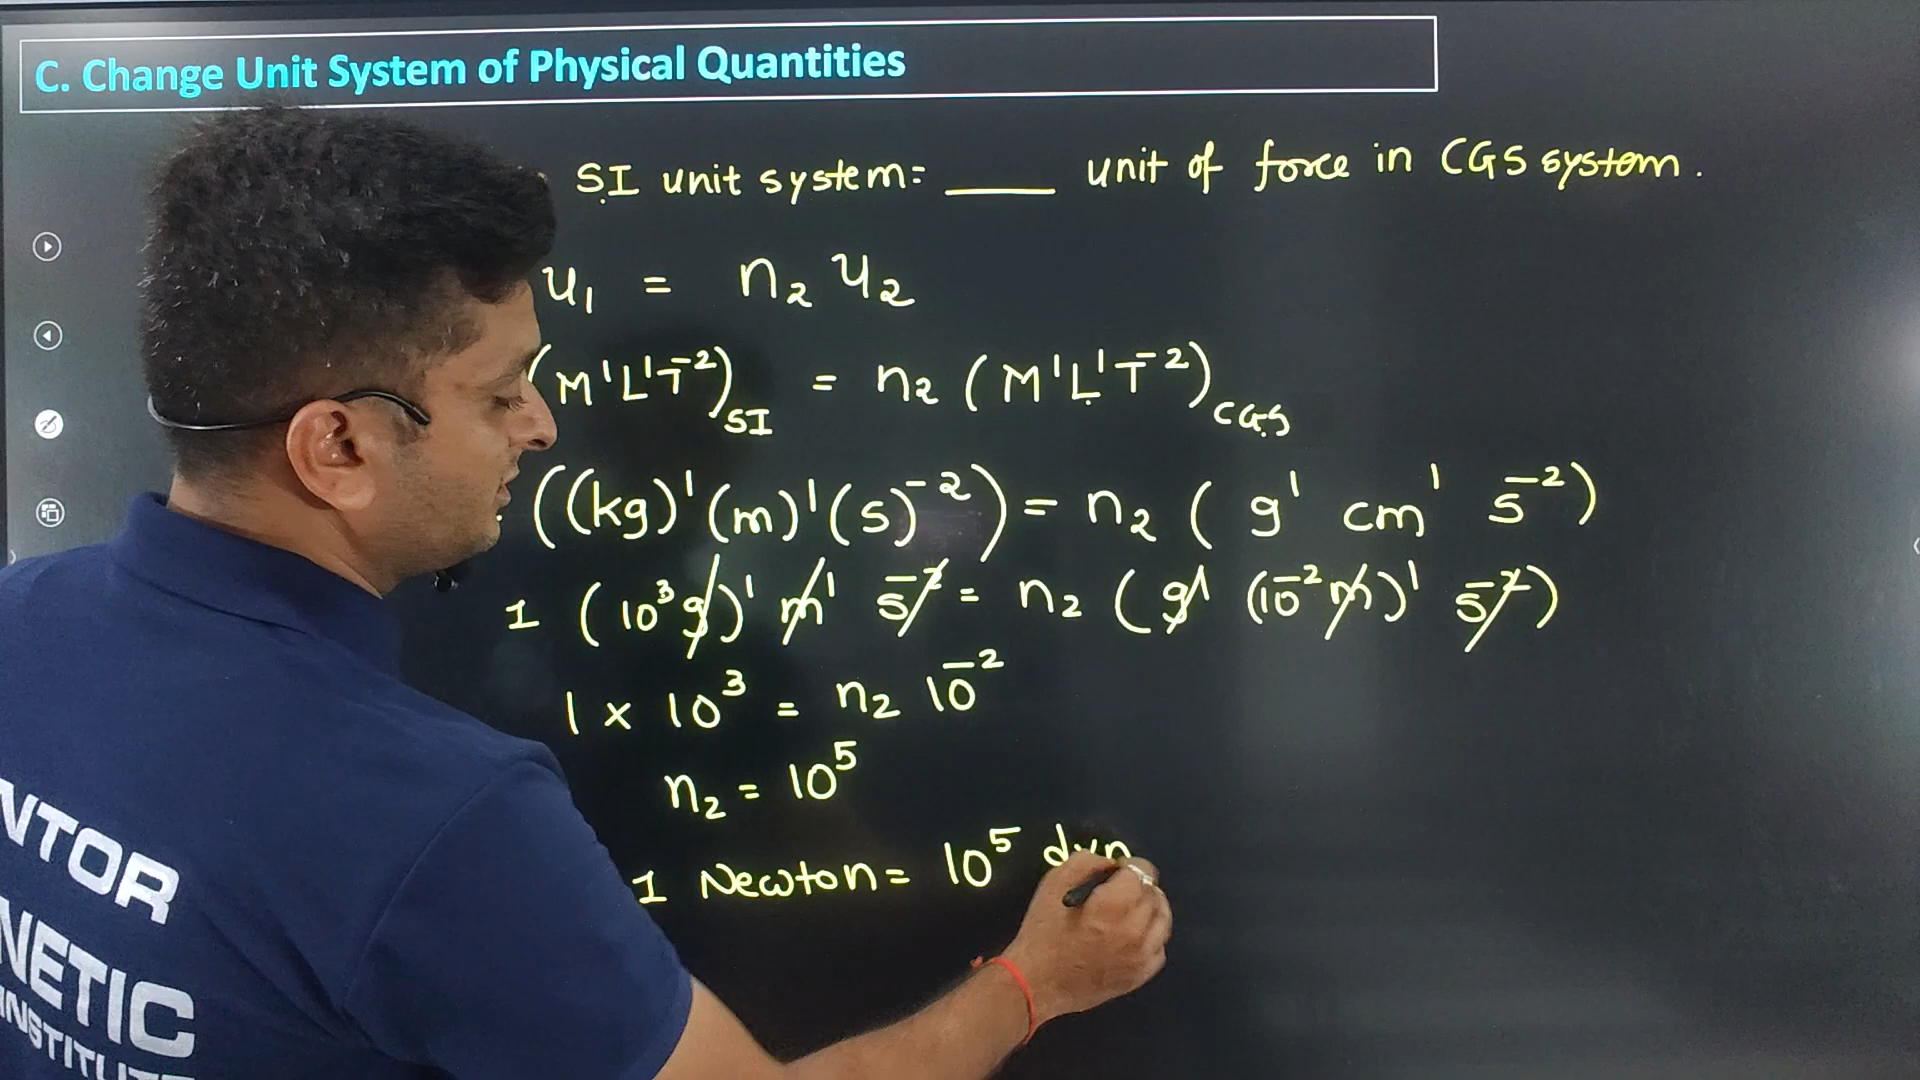 C. Change Unit System of Physical Quantities
SI unit system = ____ unit of force in CGS system.
u₁ = n₂ u₂
(M¹L¹T⁻²)SI = n₂ (M¹L¹T⁻²)CGS
((kg)¹(m)¹(s)⁻²) = n₂ (g¹ cm¹ s⁻²)
1 (10³g)¹ m¹ s⁻² = n₂ (g¹ (10⁻²m)¹ s⁻²)
1 × 10³ = n₂ 10⁻²
n₂ = 10⁵
1 Newton = 10⁵ dyn
NTOR
NETIC
INSTITUTE